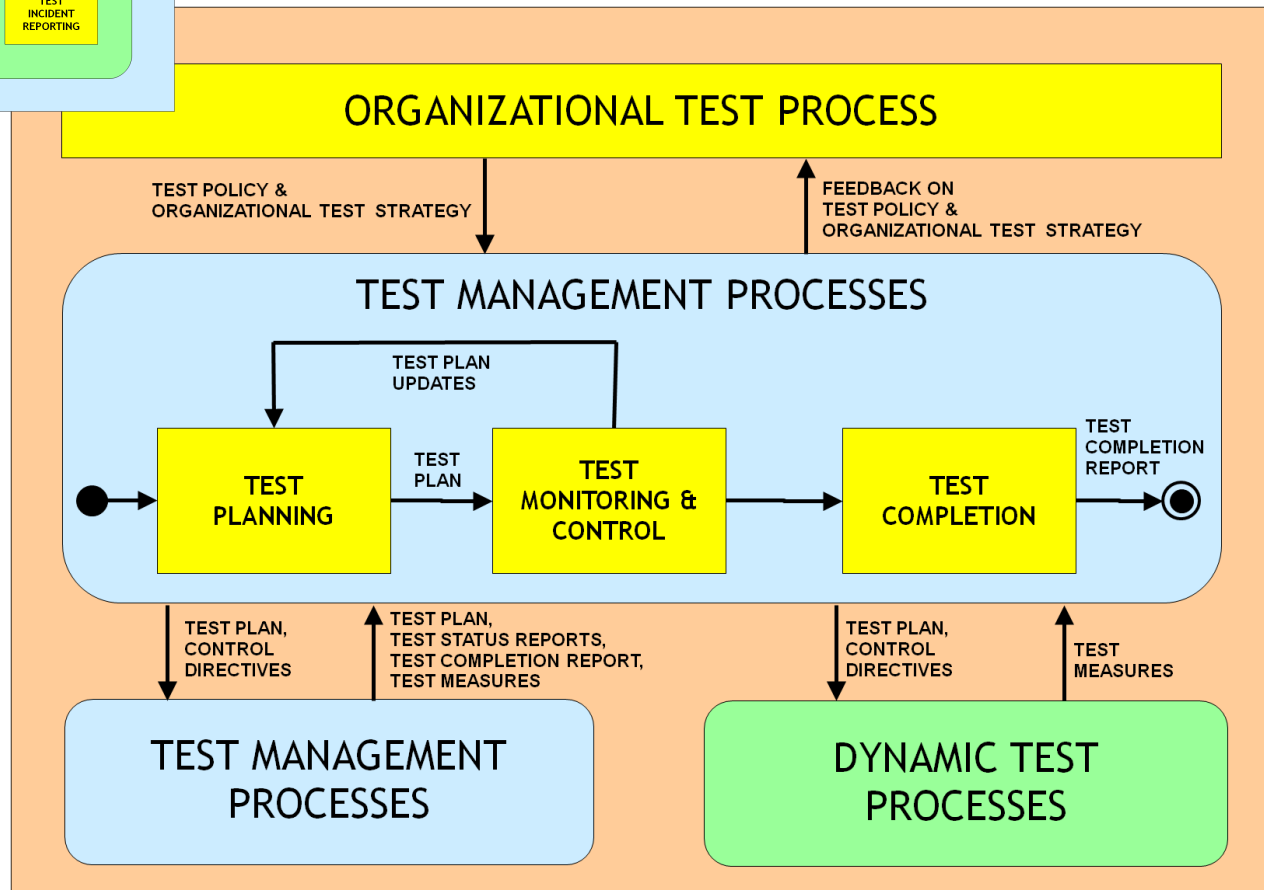 TEST
INCIDENT
REPORTING
ORGANIZATIONAL TEST PROCESS
TEST POLICY &
ORGANIZATIONAL TEST STRATEGY
FEEDBACK ON
TEST POLICY &
ORGANIZATIONAL TEST STRATEGY
TEST MANAGEMENT PROCESSES
TEST PLAN
UPDATES
TEST
PLANNING
TEST
PLAN
TEST
MONITORING &
CONTROL
TEST
COMPLETION
TEST
COMPLETION
REPORT
TEST PLAN,
CONTROL
DIRECTIVES
TEST PLAN,
TEST STATUS REPORTS,
TEST COMPLETION REPORT,
TEST MEASURES
TEST PLAN,
CONTROL
DIRECTIVES
TEST
MEASURES
TEST MANAGEMENT
PROCESSES
DYNAMIC TEST
PROCESSES